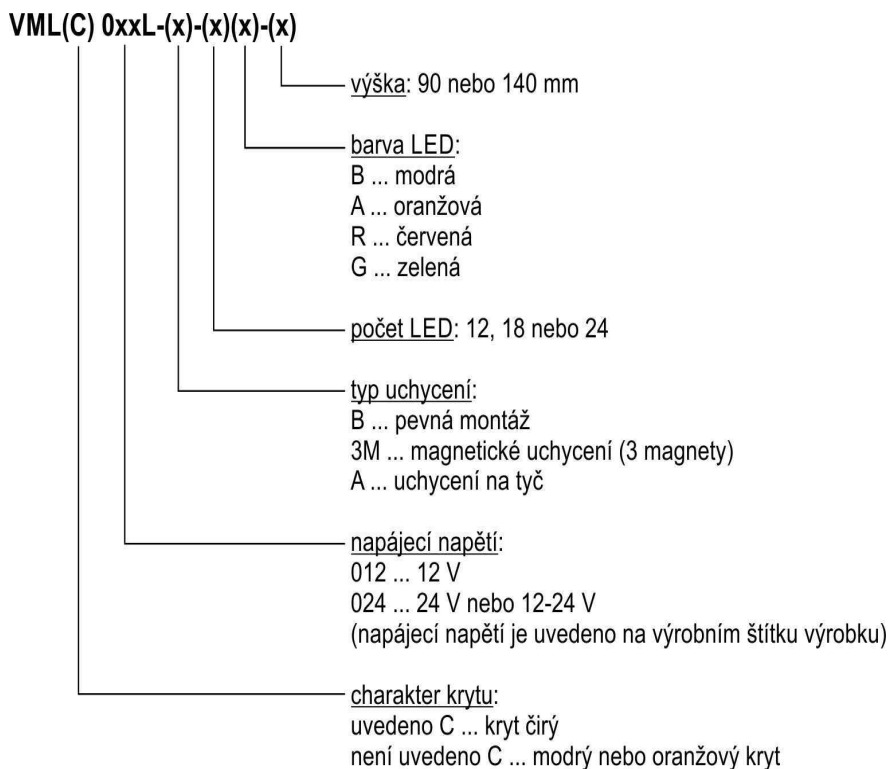 VML(C) 0xxL-(x)-(x)(x)-(x)
výška: 90 nebo 140 mm
barva LED:
B ... modrá
A ... oranžová
R ... červená
G ... zelená
počet LED: 12, 18 nebo 24
typ uchycení:
B ... pevná montáž
3M ... magnetické uchycení (3 magnety)
A ... uchycení na tyč
napájecí napětí:
012 ... 12 V
024 ... 24 V nebo 12-24 V
(napájecí napětí je uvedeno na výrobním štítku výrobku)
charakter krytu:
uvedeno C ... kryt čirý
není uvedeno C ... modrý nebo oranžový kryt